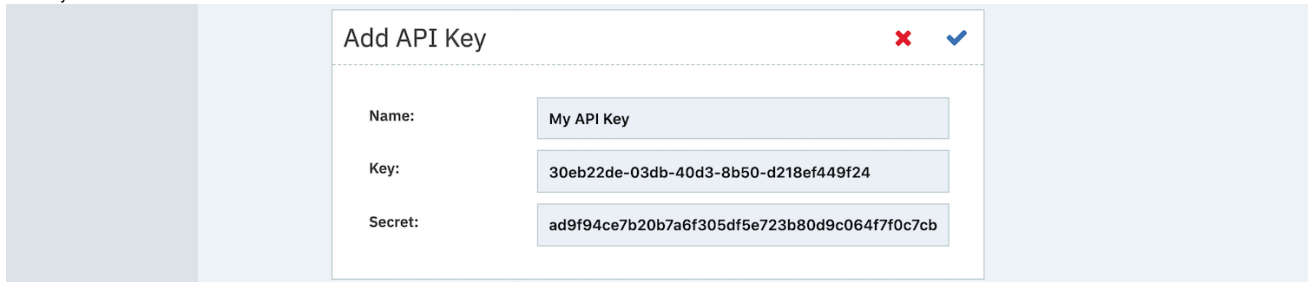 Add API Key
Name: My API Key
Key: 30eb22de-03db-40d3-8b50-d218ef449f24
Secret: ad9f94ce7b20b7a6f305df5e723b80d9c064f7f0c7cb